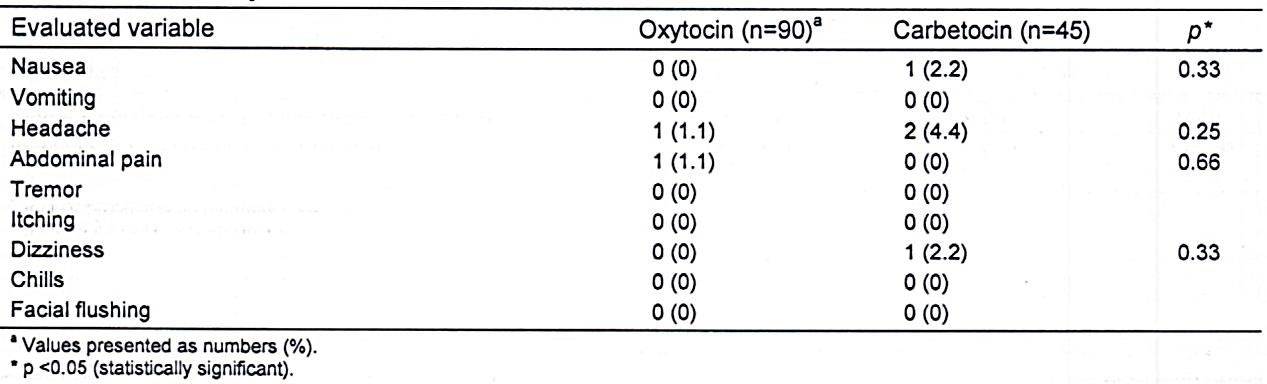 Evaluated variable Oxytocin (n=90)ª Carbetocin (n=45) p*
Nausea 0 (0) 1 (2.2) 0.33
Vomiting 0 (0) 0 (0)
Headache 1 (1.1) 2 (4.4) 0.25
Abdominal pain 1 (1.1) 0 (0) 0.66
Tremor 0 (0) 0 (0)
Itching 0 (0) 0 (0)
Dizziness 0 (0) 1 (2.2) 0.33
Chills 0 (0) 0 (0)
Facial flushing 0 (0) 0 (0)
ª Values presented as numbers (%).
* p <0.05 (statistically significant).